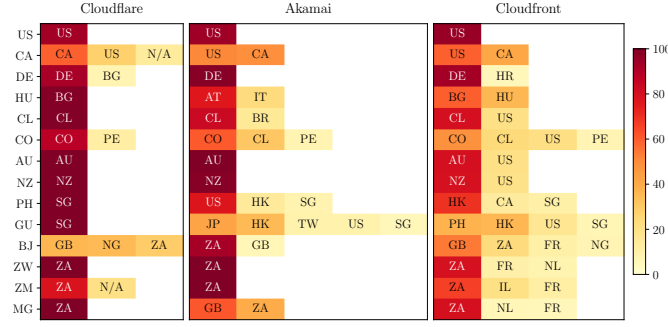 Cloudflare Akamai Cloudfront
US US US US
CA CA US N/A US CA US CA
DE DE BG DE DE HR
HU BG AT IT BG HU
CL CL CL BR CL US
CO CO PE CO CL PE CO CL US PE
AU AU AU AU US
NZ NZ NZ NZ US
PH SG US HK SG HK CA SG
GU SG JP HK TW US SG PH HK US SG
BJ GB NG ZA ZA GB GB ZA FR NG
ZW ZA ZA ZA FR NL
ZM ZA N/A ZA ZA IL FR
MG ZA GB ZA ZA NL FR
100
80
60
40
20
0